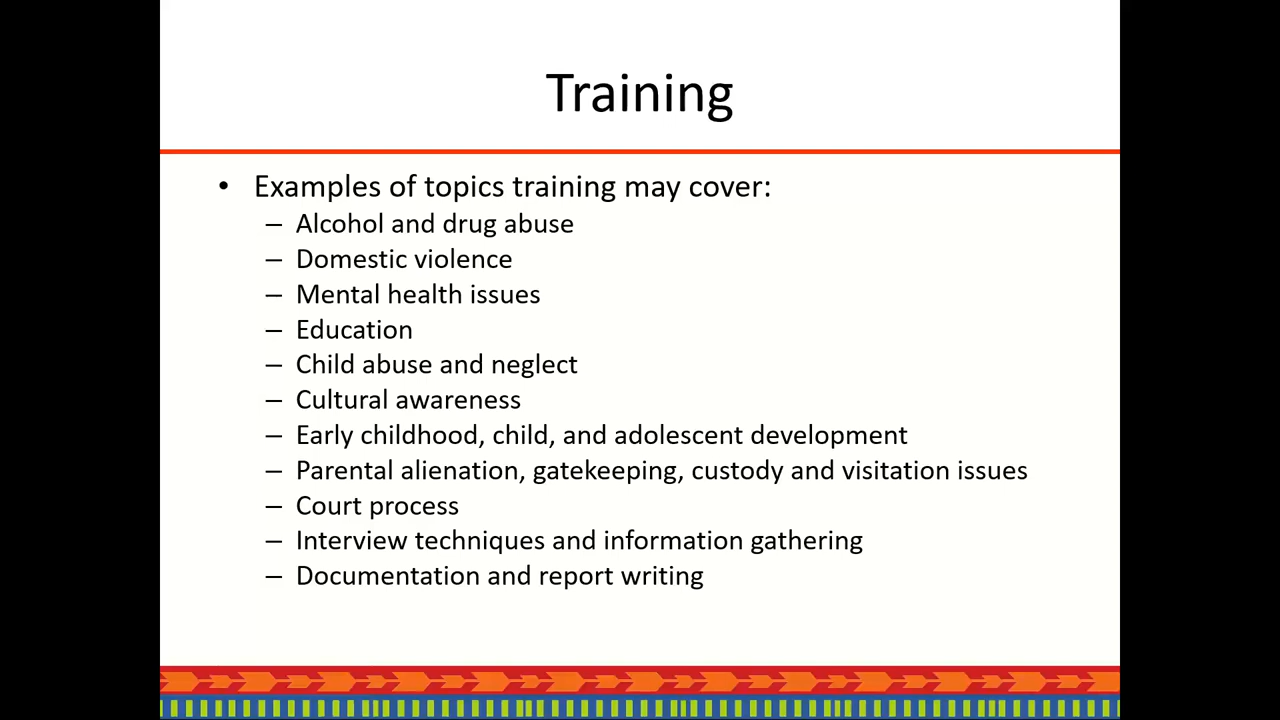 Training
• Examples of topics training may cover:
– Alcohol and drug abuse
– Domestic violence
– Mental health issues
– Education
– Child abuse and neglect
– Cultural awareness
– Early childhood, child, and adolescent development
– Parental alienation, gatekeeping, custody and visitation issues
– Court process
– Interview techniques and information gathering
– Documentation and report writing